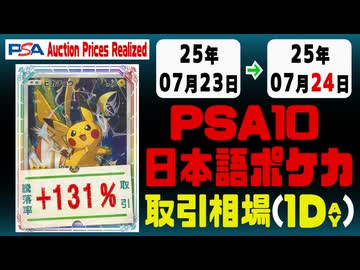 PSA Auction Prices Realized
25年
07月23日
25年
07月24日
騰落率
+131%
取引
PSA10
日本語ポケカ
取引相場(1D)